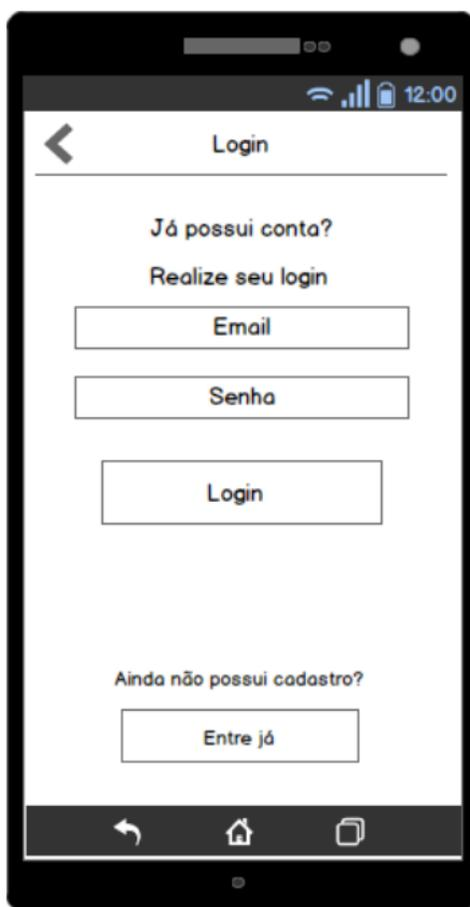 12:00
Login
Já possui conta?
Realize seu login
Email
Senha
Login
Ainda não possui cadastro?
Entre já